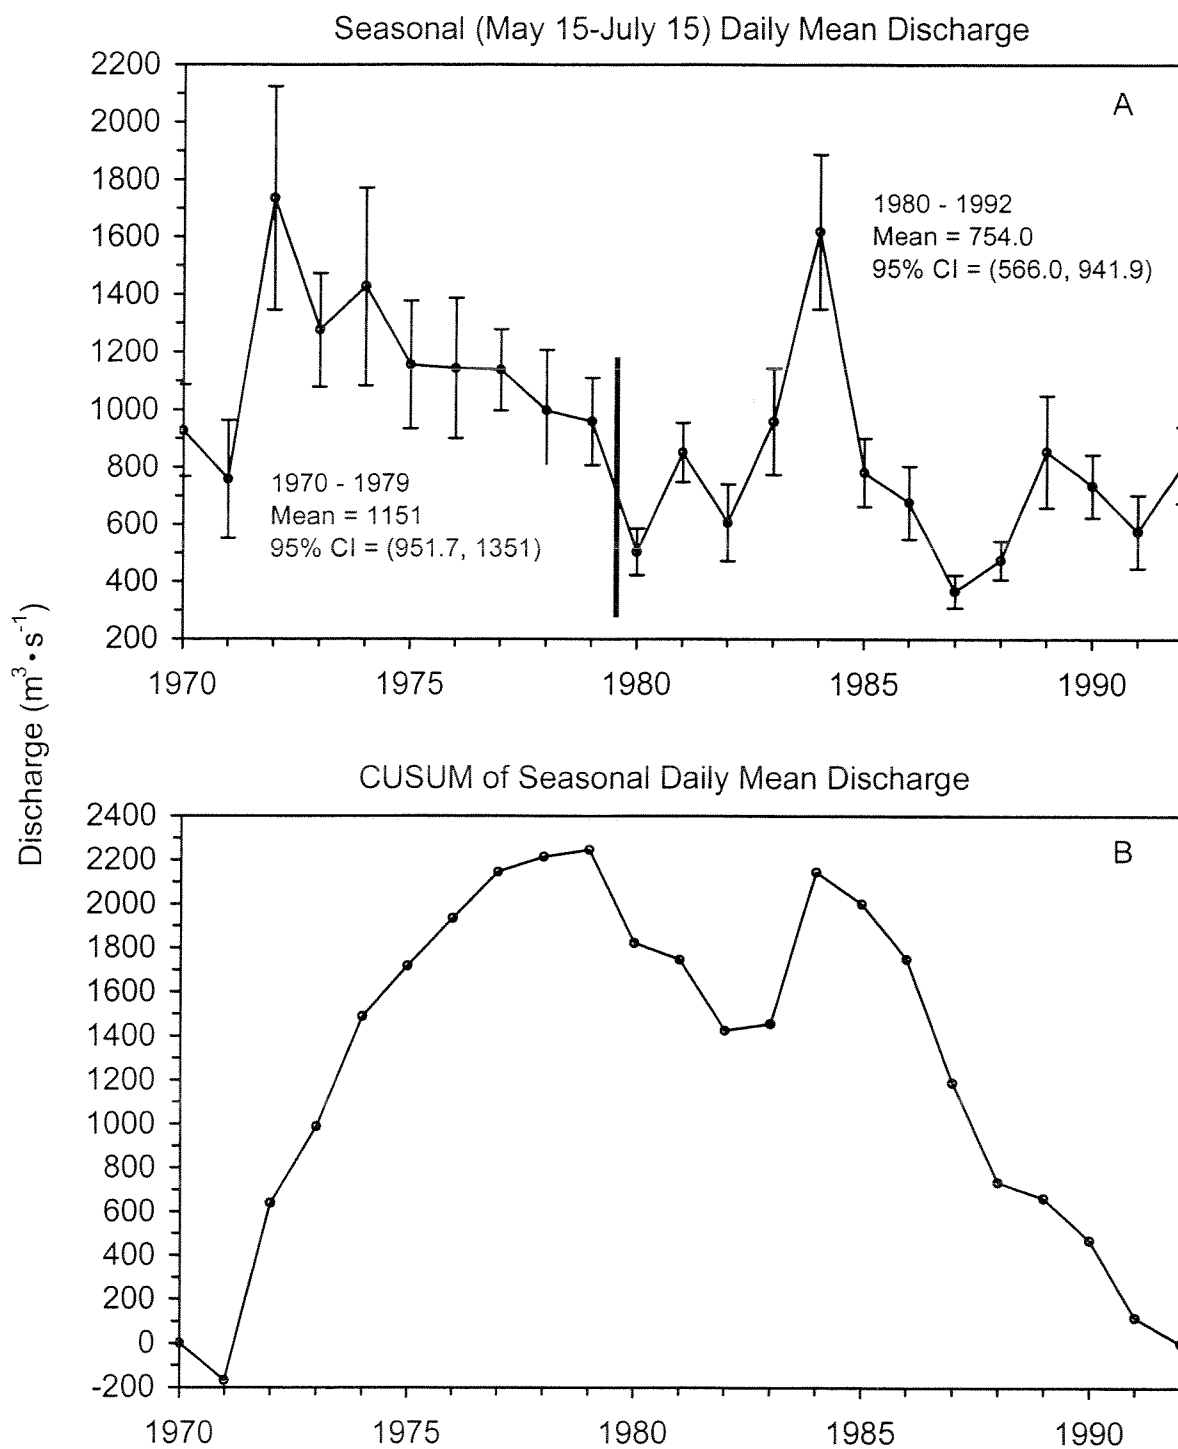 Seasonal (May 15-July 15) Daily Mean Discharge
A
2200
2000
1800
1600
1400
1200
1000
800
600
400
200
1980 - 1992
Mean = 754.0
95% CI = (566.0, 941.9)
1970 - 1979
Mean = 1151
95% CI = (951.7, 1351)
1970 1975 1980 1985 1990
Discharge (m³•s⁻¹)
CUSUM of Seasonal Daily Mean Discharge
B
2400
2200
2000
1800
1600
1400
1200
1000
800
600
400
200
0
-200
1970 1975 1980 1985 1990